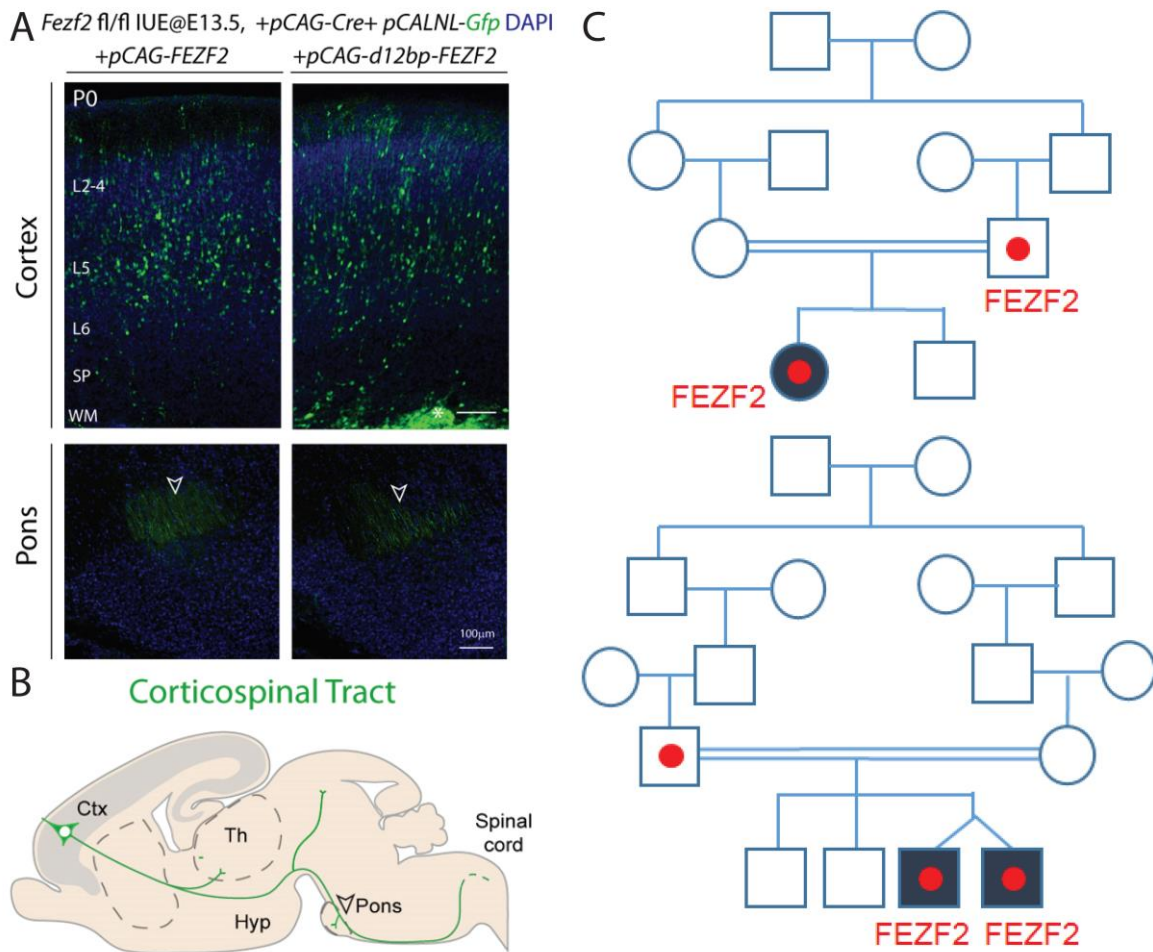 A
Fezf2 fl/fl IUE@E13.5, +pCAG-Cre+ pCALNL-Gfp DAPI
+pCAG-FEZF2 +pCAG-d12bp-FEZF2
Cortex
P0
L2-4
L5
L6
SP
WM
*
Pons
100µm
B
Corticospinal Tract
Ctx
Th
Hyp
Pons
Spinal
cord
C
FEZF2
FEZF2
FEZF2 FEZF2